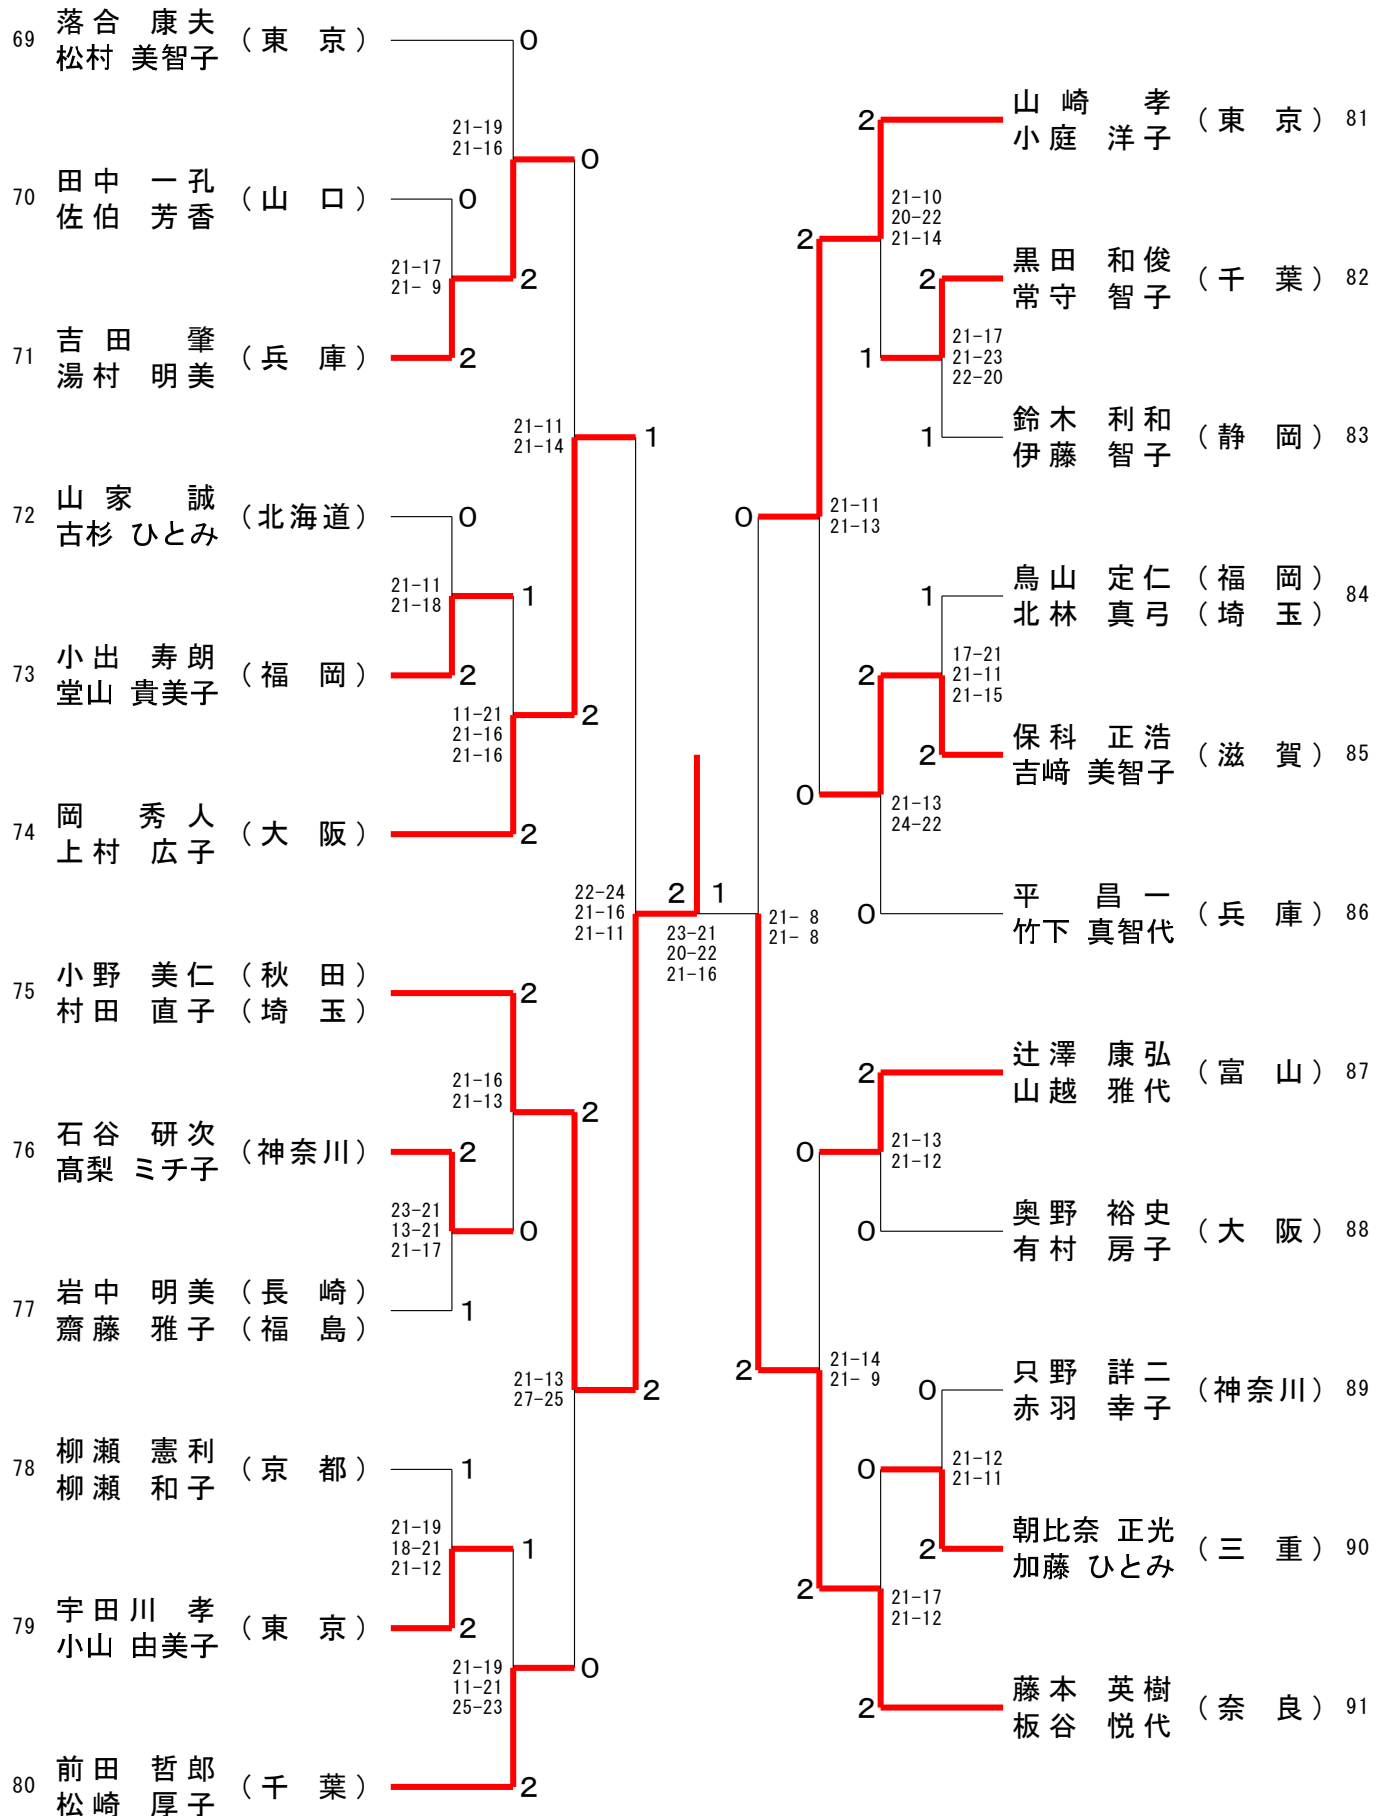 69 落合 康夫 (東 京) 0
松村 美智子
21-19
21-16
0
70 田中 一孔 (山 口) 0
佐伯 芳香
21-17
21- 9
2
71 吉田 肇 (兵 庫) 2
湯村 明美
21-11
21-14
1
72 山家 誠 (北海道) 0
古杉 ひとみ
21-11
21-18
1
73 小出 寿朗 (福 岡) 2
堂山 貴美子
11-21
21-16
21-16
2
74 岡 秀人 (大 阪) 2
上村 広子
22-24
21-16
21-11
2 1
23-21
20-22
21-16
75 小野 美仁 (秋 田) 2
村田 直子 (埼 玉)
21-16
21-13
2
76 石谷 研次 (神奈川) 2
髙梨 ミチ子
23-21
13-21
21-17
0
77 岩中 明美 (長 崎) 1
齋藤 雅子 (福 島)
21-13
27-25
2
78 柳瀬 憲利 (京 都) 1
柳瀬 和子
21-19
18-21
21-12
1
79 宇田川 孝 (東 京) 2
小山 由美子
21-19
11-21
25-23
0
80 前田 哲郎 (千 葉) 2
松崎 厚子
2 山崎 孝 (東 京) 81
小庭 洋子
21-10
20-22
21-14
2
2 黒田 和俊 (千 葉) 82
常守 智子
1
21-17
21-23
22-20
1 鈴木 利和 (静 岡) 83
伊藤 智子
0
21-11
21-13
1 鳥山 定仁 (福 岡) 84
北林 真弓 (埼 玉)
2
17-21
21-11
21-15
2 保科 正浩 (滋 賀) 85
吉﨑 美智子
0
21-13
24-22
0 平 昌一 (兵 庫) 86
竹下 真智代
21- 8
21- 8
2 辻澤 康弘 (富 山) 87
山越 雅代
0
21-13
21-12
0 奥野 裕史 (大 阪) 88
有村 房子
2
21-14
21- 9
0 只野 詳二 (神奈川) 89
赤羽 幸子
0
21-12
21-11
2 朝比奈 正光 (三 重) 90
加藤 ひとみ
2
21-17
21-12
2 藤本 英樹 (奈 良) 91
板谷 悦代